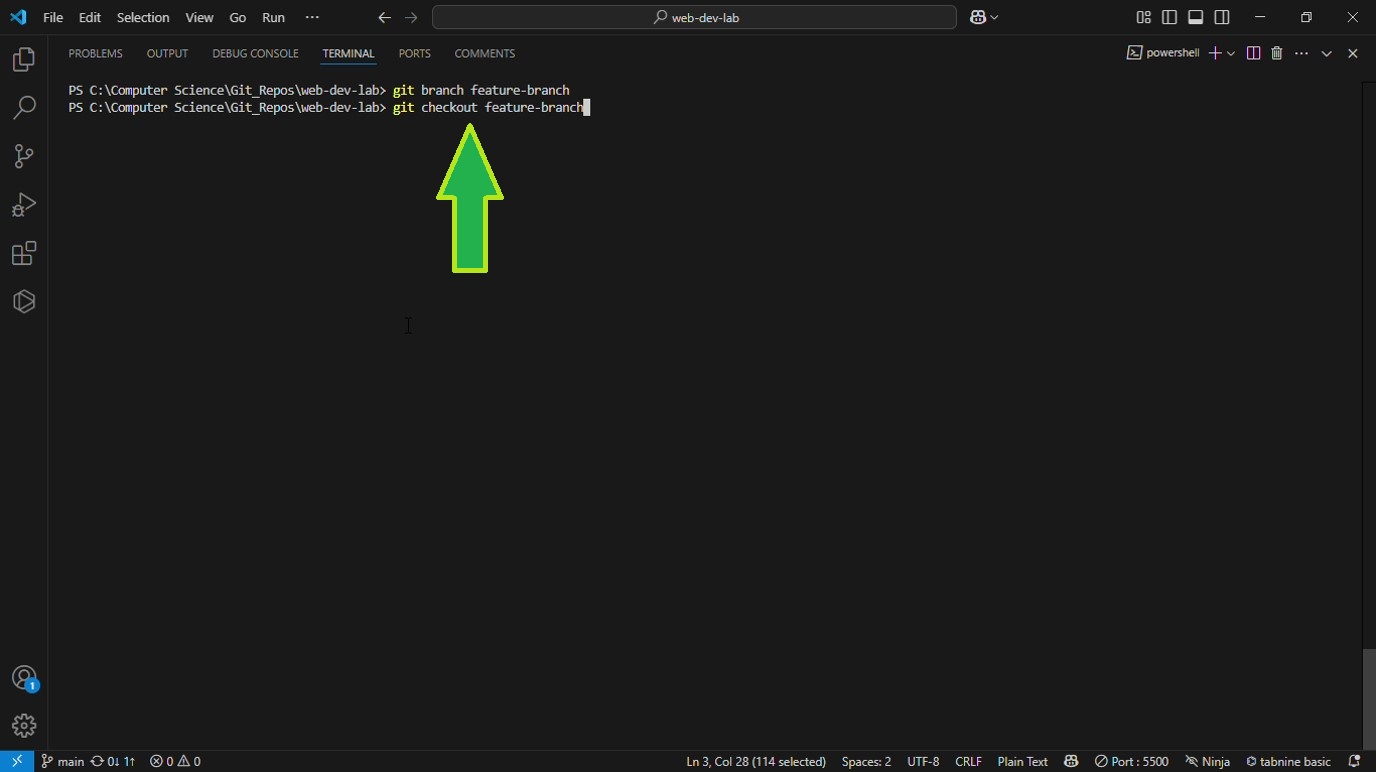 File Edit Selection View Go Run ···
web-dev-lab
PROBLEMS OUTPUT DEBUG CONSOLE TERMINAL PORTS COMMENTS
powershell
PS C:\Computer Science\Git_Repos\web-dev-lab> git branch feature-branch
PS C:\Computer Science\Git_Repos\web-dev-lab> git checkout feature-branch
1
main 0↓ 1↑ 0 0 Ln 3, Col 28 (114 selected) Spaces: 2 UTF-8 CRLF Plain Text Port : 5500 Ninja tabnine basic